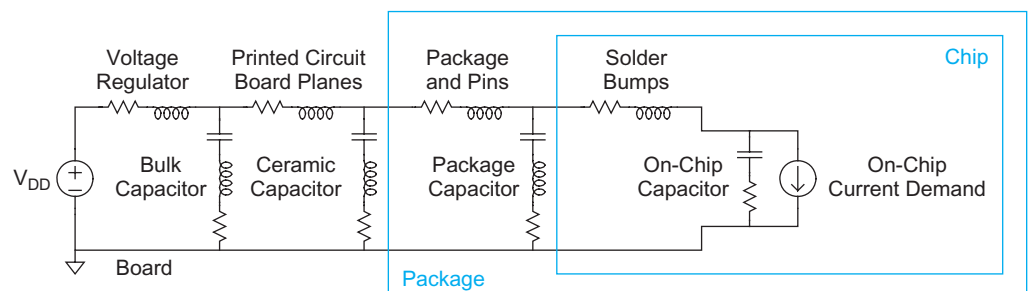 Chip
Voltage
Regulator
Printed Circuit
Board Planes
Package
and Pins
Solder
Bumps
V_DD
+
–
Bulk
Capacitor
Ceramic
Capacitor
Package
Capacitor
On-Chip
Capacitor
On-Chip
Current Demand
Board
Package